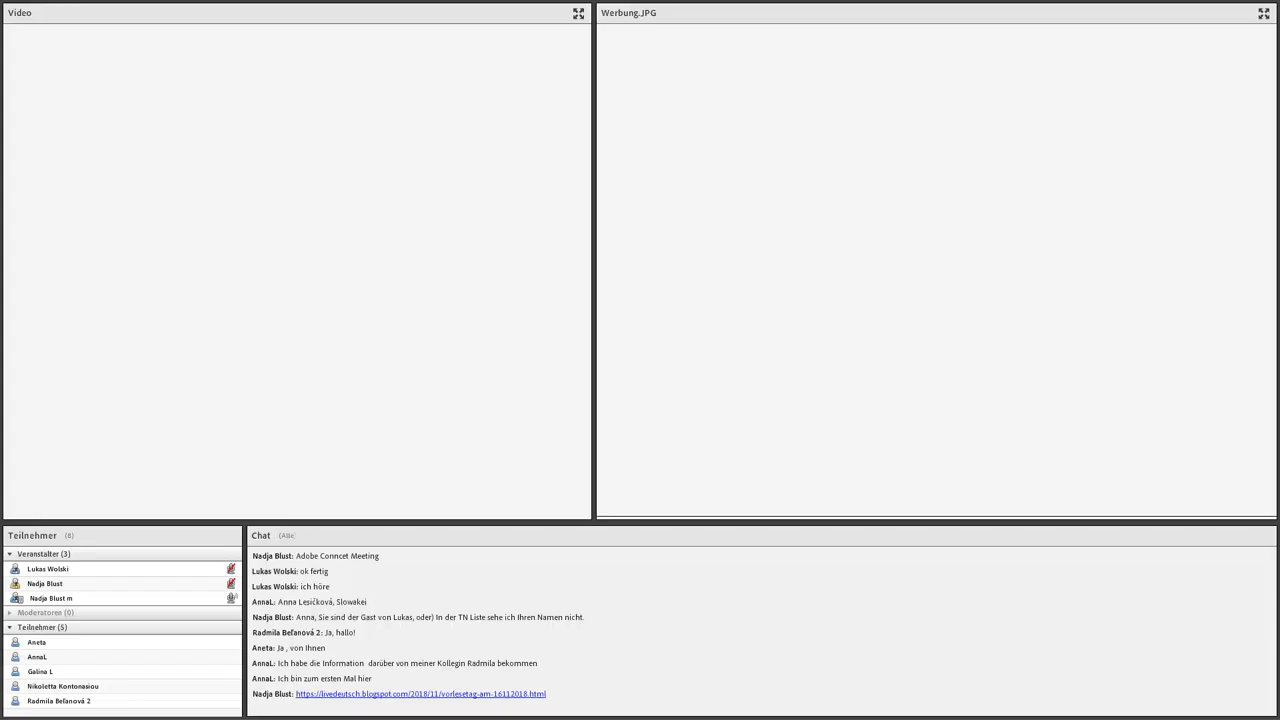 Video
Werbung.JPG
Teilnehmer (8)
Veranstalter (3)
Lukas Wolski
Nadja Blust
Nadja Blust m
Moderatoren (0)
Teilnehmer (5)
Aneta
AnnaL
Galina L
Nikoletta Kontonasiou
Radmila Beľanová 2
Chat (Alle)
Nadja Blust: Adobe Conncet Meeting
Lukas Wolski: ok fertig
Lukas Wolski: ich höre
AnnaL: Anna Lesičková, Slowakei
Nadja Blust: Anna, Sie sind der Gast von Lukas, oder) In der TN Liste sehe ich Ihren Namen nicht.
Radmila Beľanová 2: Ja, hallo!
Aneta: Ja , von Ihnen
AnnaL: Ich habe die Information darüber von meiner Kollegin Radmila bekommen
AnnaL: Ich bin zum ersten Mal hier
Nadja Blust: https://livedeutsch.blogspot.com/2018/11/vorlesetag-am-16112018.html